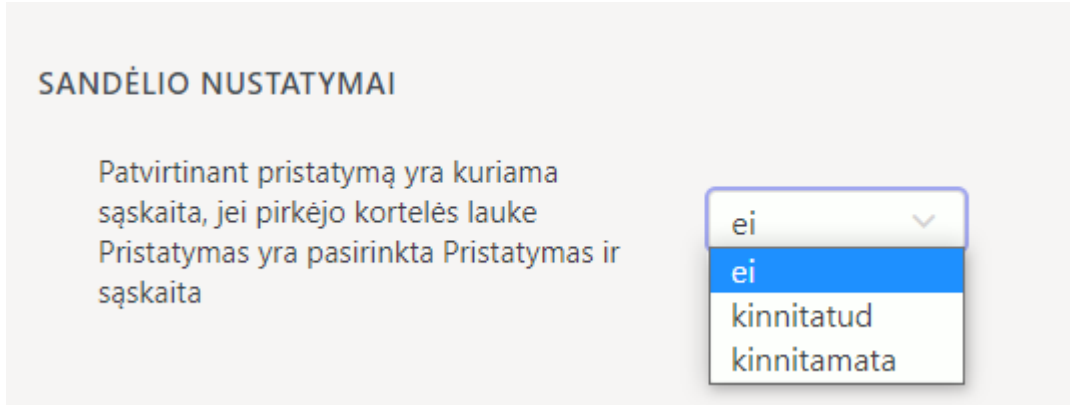 SANDĖLIO NUSTATYMAI
Patvirtinant pristatymą yra kuriama
sąskaita, jei pirkėjo kortelės lauke
Pristatymas yra pasirinkta Pristatymas ir
sąskaita
ei
ei
kinnitatud
kinnitamata